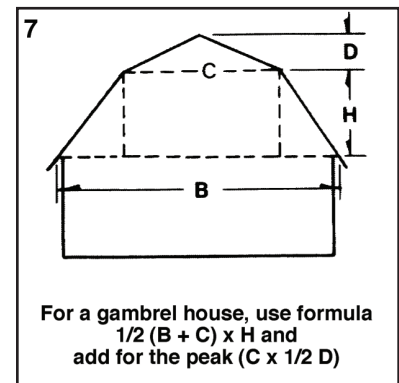 7
D
C
H
B
For a gambrel house, use formula
1/2 (B + C) x H and
add for the peak (C x 1/2 D)